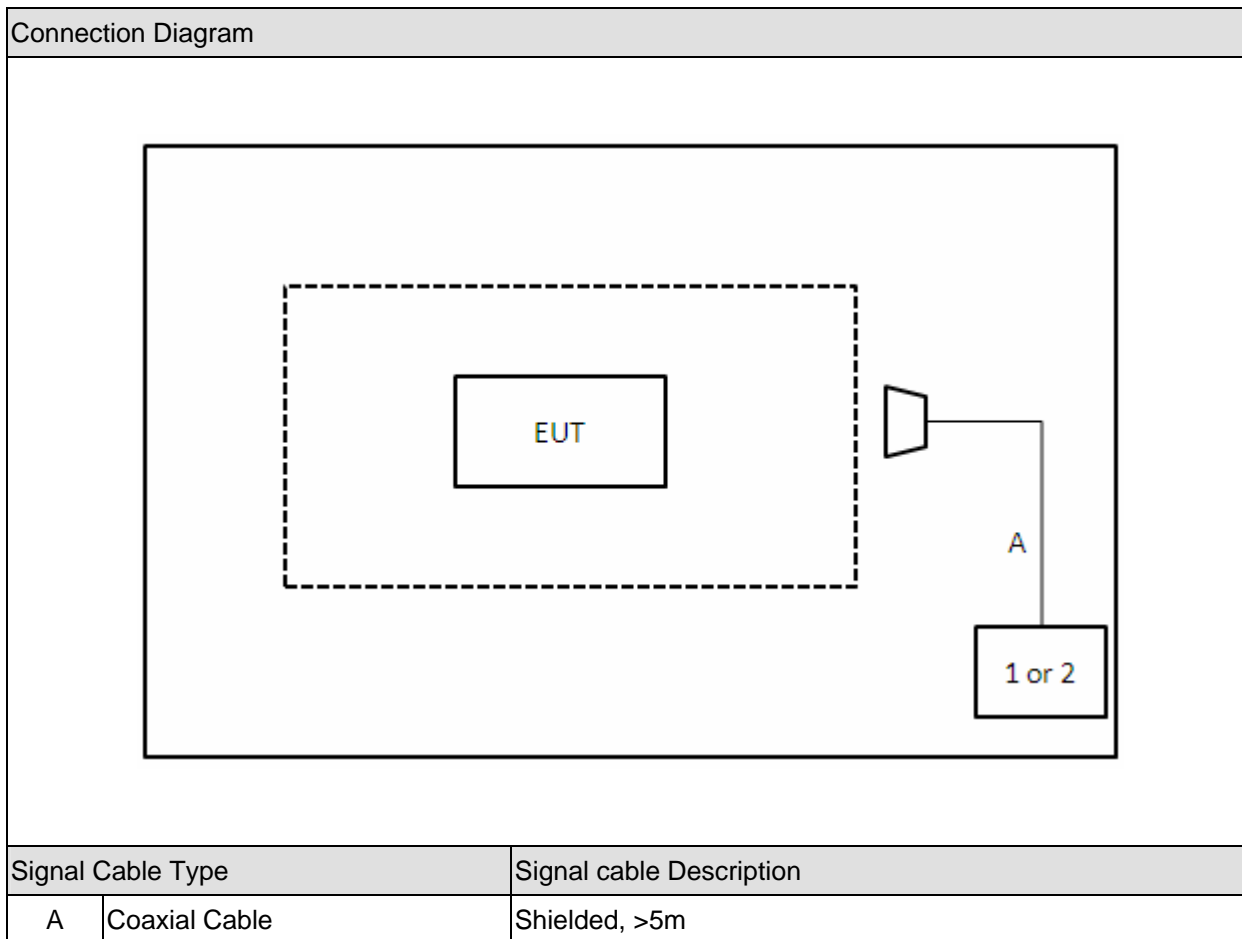 Connection Diagram
EUT
A
1 or 2
Signal Cable Type Signal cable Description
A Coaxial Cable Shielded, >5m